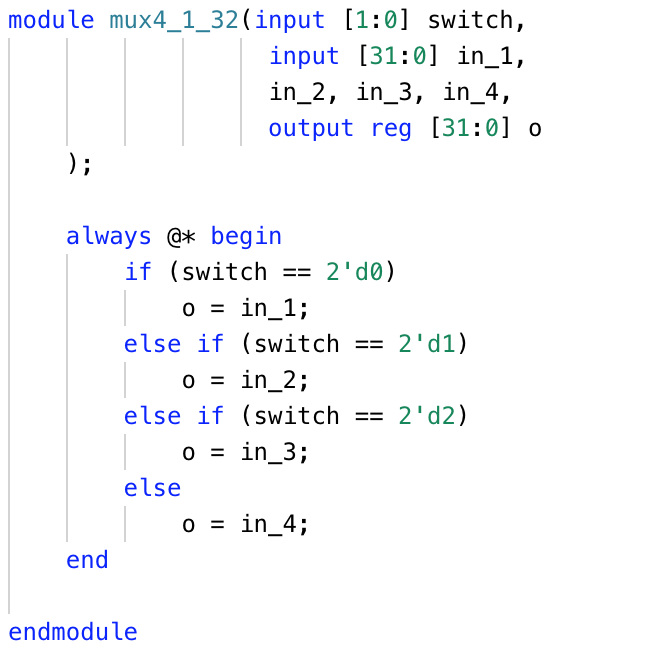 module mux4_1_32(input [1:0] switch,
                  input [31:0] in_1,
                  in_2, in_3, in_4,
                  output reg [31:0] o
    );

    always @* begin
        if (switch == 2'd0)
            o = in_1;
        else if (switch == 2'd1)
            o = in_2;
        else if (switch == 2'd2)
            o = in_3;
        else
            o = in_4;
    end

endmodule